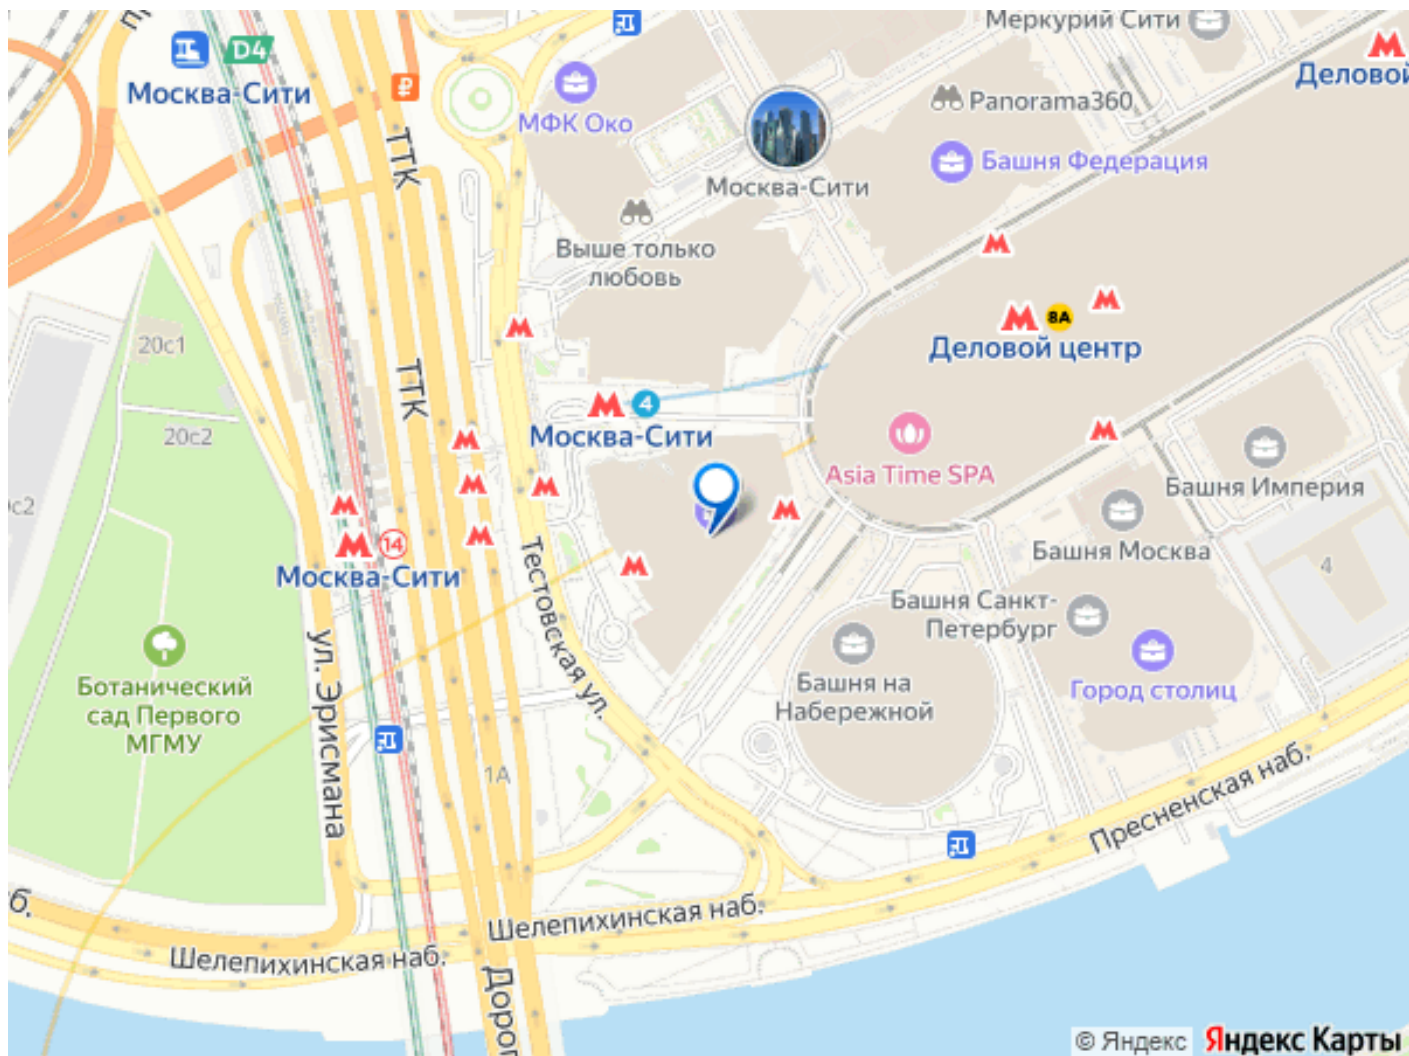 Меркурий Сити
D4
Москва-Сити
Деловой
Panorama360
МФК Око
ТТК
Башня Федерация
Москва-Сити
Выше только
любовь
8А
Деловой центр
20с1
ТТК
4
Москва-Сити
20с2
Asia Time SPA
Башня Империя
14
Москва-Сити
Башня Москва
4
Тестовская ул.
Башня Санкт-
Петербург
ул. Эрисмана
Ботанический
сад Первого
МГМУ
Башня на
Набережной
Город столиц
1А
Пресненская наб.
б.
Шелепихинская наб.
Шелепихинская наб.
Дорог
© Яндекс Яндекс Карты